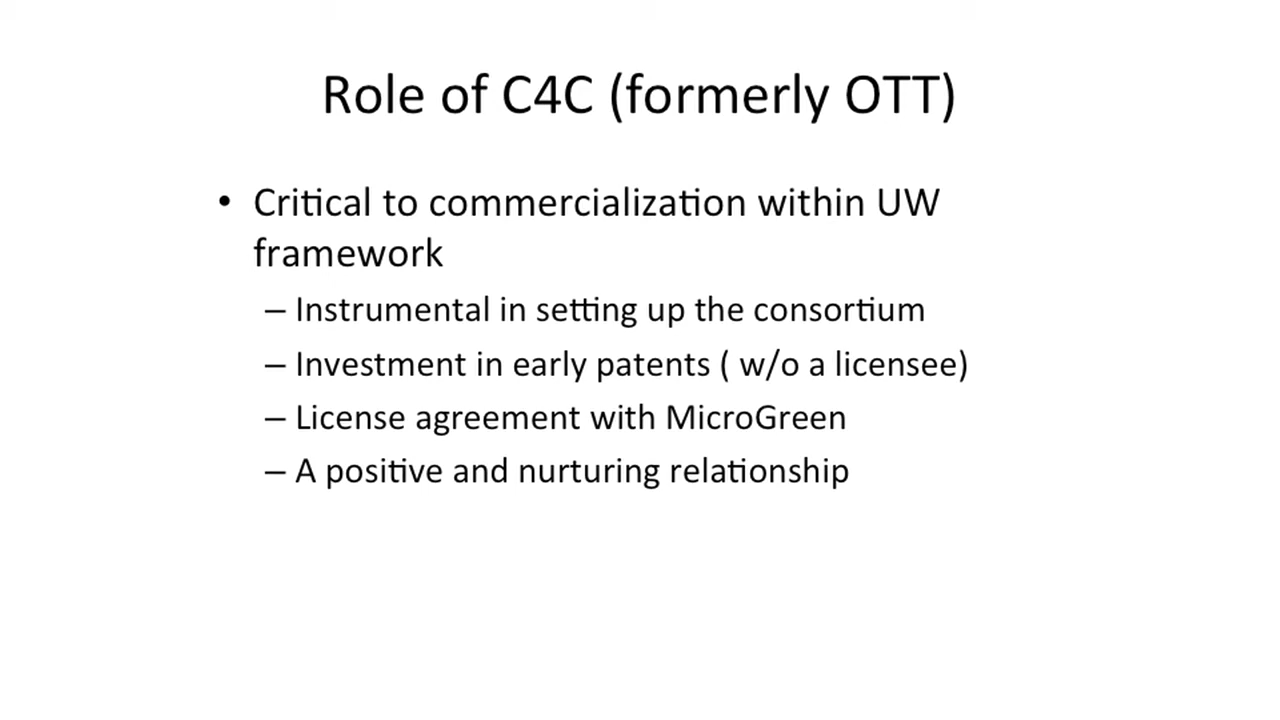 Role of C4C (formerly OTT)
• Critical to commercialization within UW
framework
– Instrumental in setting up the consortium
– Investment in early patents ( w/o a licensee)
– License agreement with MicroGreen
– A positive and nurturing relationship